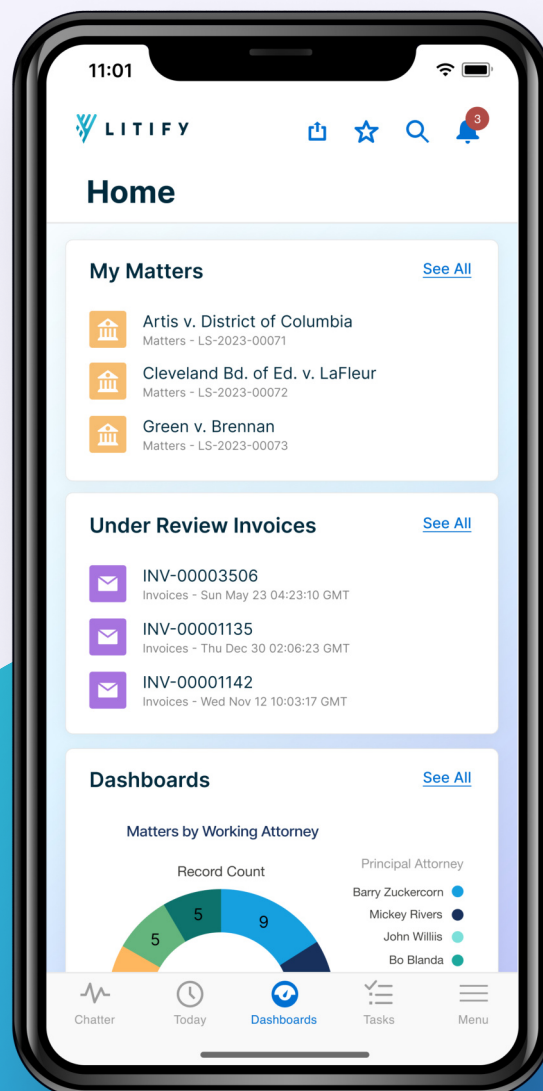 11:01
LITIFY
3
Home
My Matters
See All
Artis v. District of Columbia
Matters - LS-2023-00071
Cleveland Bd. of Ed. v. LaFleur
Matters - LS-2023-00072
Green v. Brennan
Matters - LS-2023-00073
Under Review Invoices
See All
INV-00003506
Invoices - Sun May 23 04:23:10 GMT
INV-00001135
Invoices - Thu Dec 30 02:06:23 GMT
INV-00001142
Invoices - Wed Nov 12 10:03:17 GMT
Dashboards
See All
Matters by Working Attorney
Record Count
Principal Attorney
Barry Zuckercorn
Mickey Rivers
John Williis
Bo Blanda
5
5
9
Chatter
Today
Dashboards
Tasks
Menu